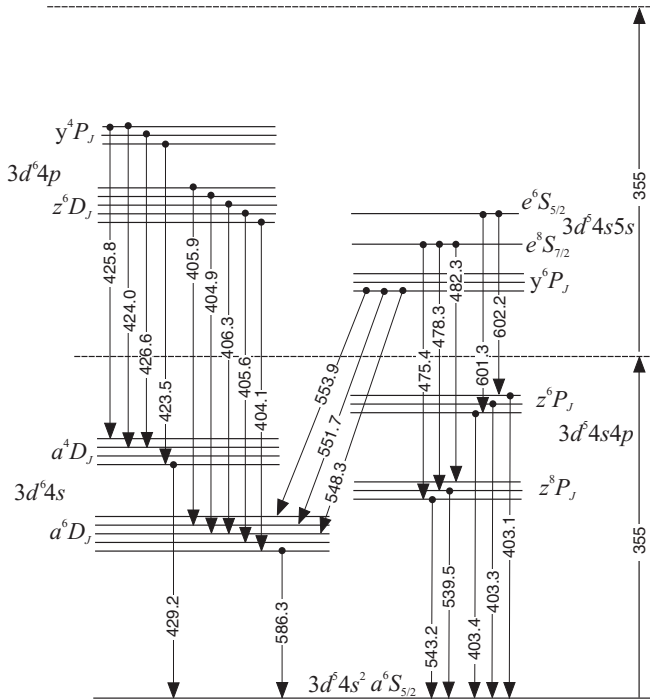 355
y⁴P_J
3d⁶4p
z⁶D_J
425.8
424.0
426.6
423.5
405.9
404.9
406.3
405.6
404.1
e⁶S₅/₂
3d⁵4s5s
e⁸S₇/₂
y⁶P_J
553.9
551.7
548.3
475.4
478.3
482.3
601.3
602.2
a⁴D_J
3d⁶4s
a⁶D_J
z⁶P_J
3d⁵4s4p
z⁸P_J
429.2
586.3
543.2
539.5
403.4
403.3
403.1
355
3d⁵4s² a⁶S₅/₂